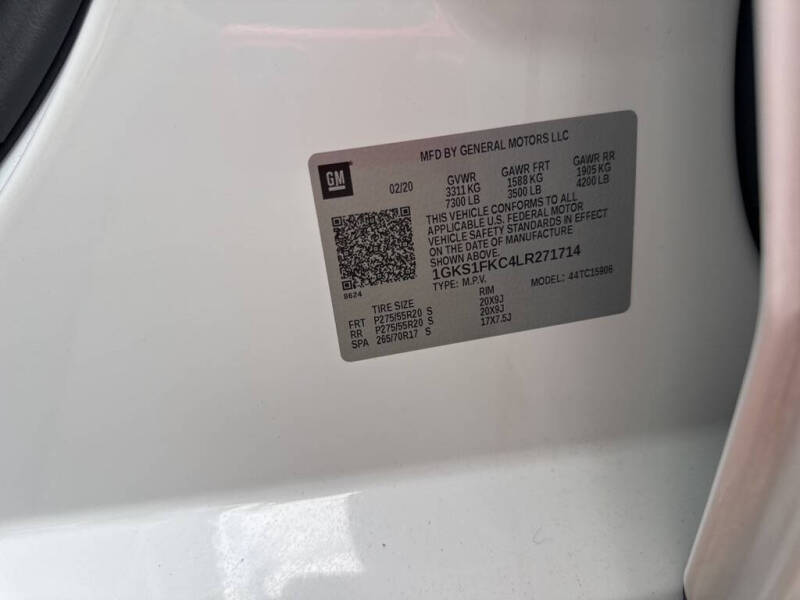 MFD BY GENERAL MOTORS LLC
GM
02/20
GVWR GAWR FRT GAWR RR
3311 KG 1588 KG 1905 KG
7300 LB 3500 LB 4200 LB
THIS VEHICLE CONFORMS TO ALL
APPLICABLE U.S. FEDERAL MOTOR
VEHICLE SAFETY STANDARDS IN EFFECT
ON THE DATE OF MANUFACTURE
SHOWN ABOVE.
1GKS1FKC4LR271714
TYPE: M.P.V. MODEL: 44TC15906
8624
TIRE SIZE RIM
FRT P275/55R20 S 20X9J
RR P275/55R20 S 20X9J
SPA 265/70R17 S 17X7.5J